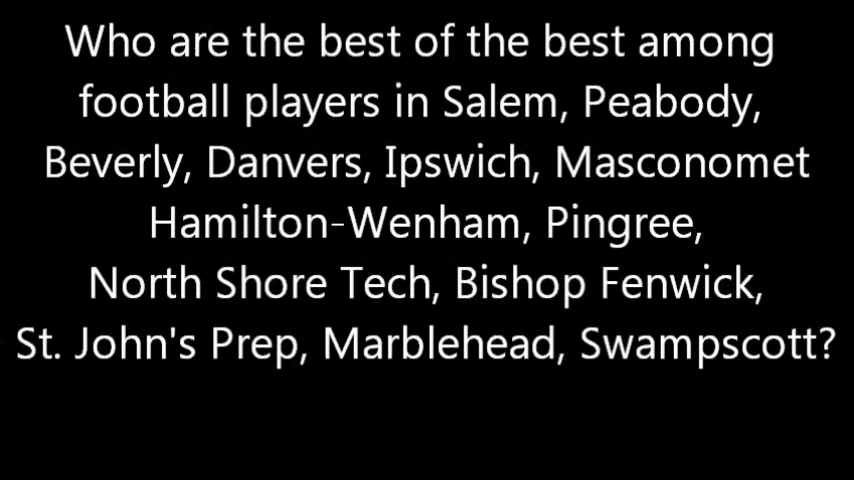 Who are the best of the best among
football players in Salem, Peabody,
Beverly, Danvers, Ipswich, Masconomet
Hamilton-Wenham, Pingree,
North Shore Tech, Bishop Fenwick,
St. John's Prep, Marblehead, Swampscott?